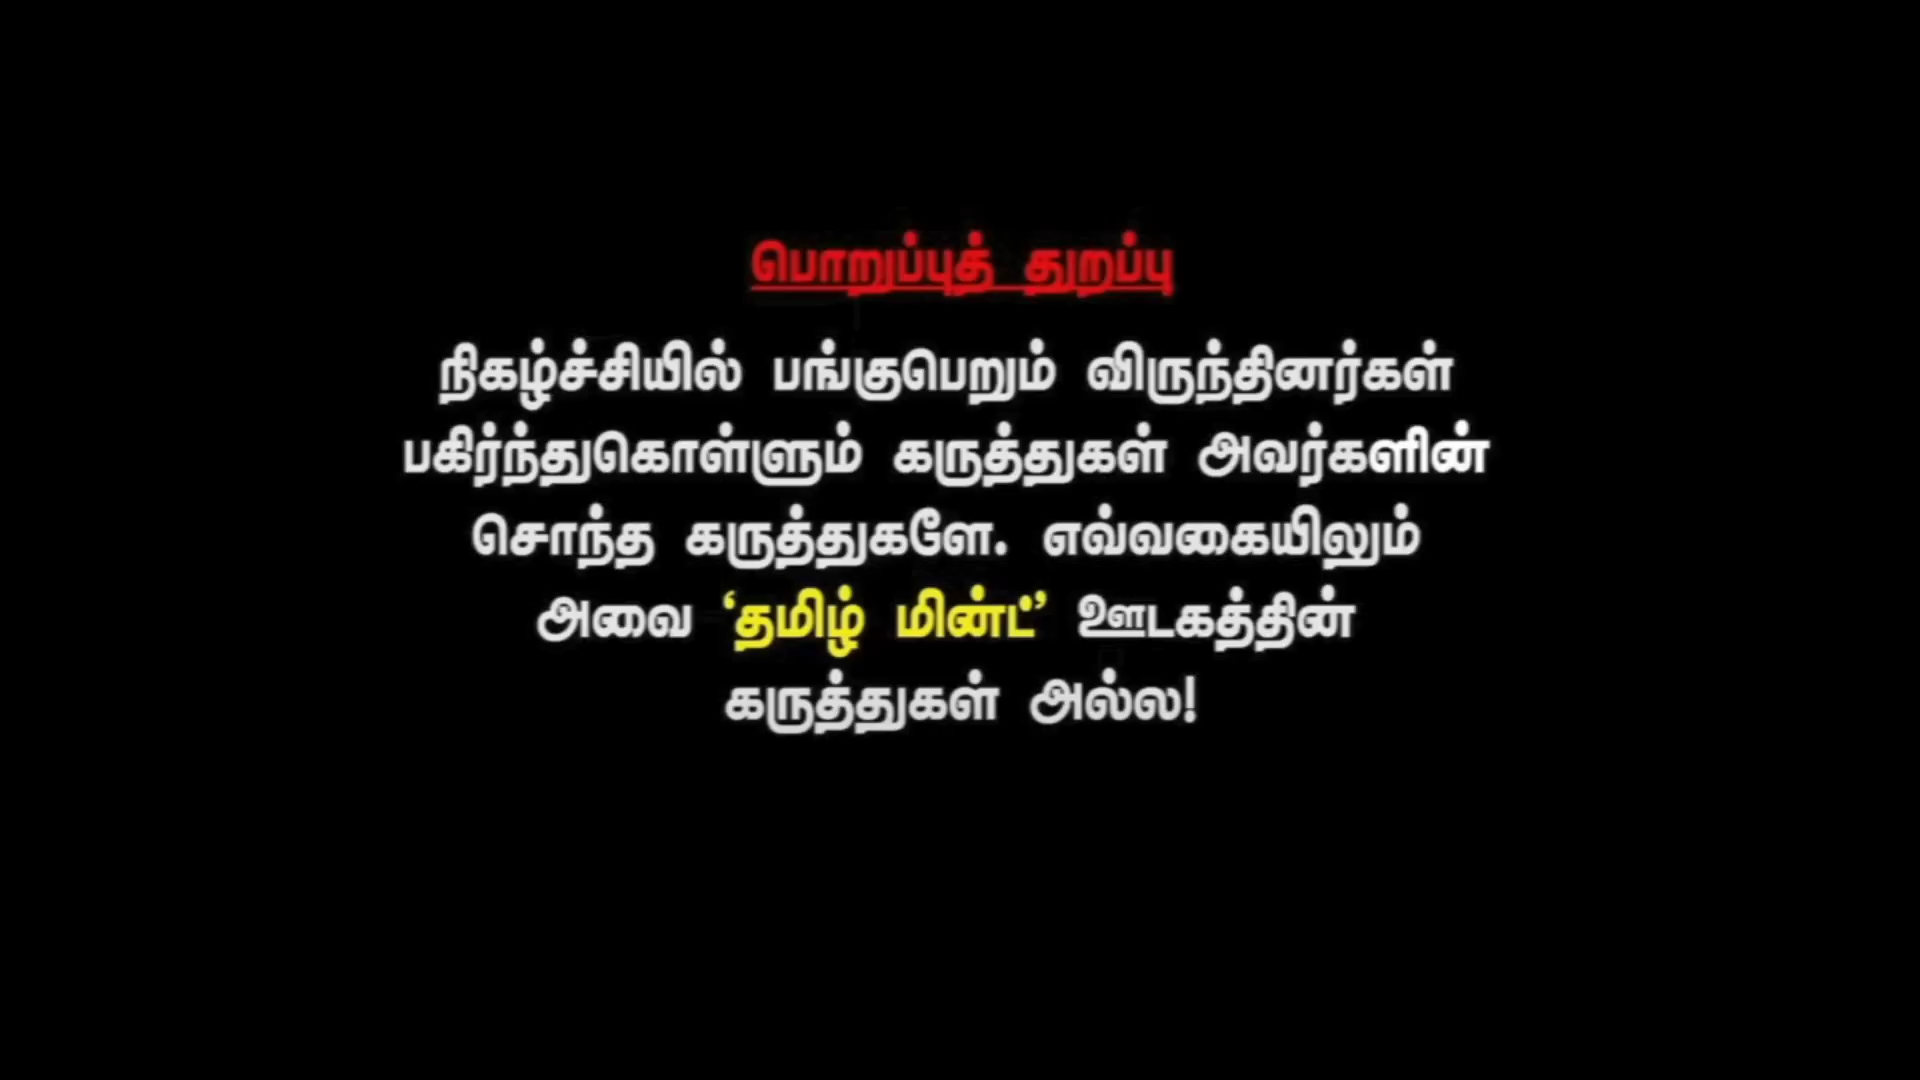 பொறுப்புத் துறப்பு
நிகழ்ச்சியில் பங்குபெறும் விருந்தினர்கள்
பகிர்ந்துகொள்ளும் கருத்துகள் அவர்களின்
சொந்த கருத்துகளே. எவ்வகையிலும்
அவை ‘தமிழ் மின்ட்’ ஊடகத்தின்
கருத்துகள் அல்ல!